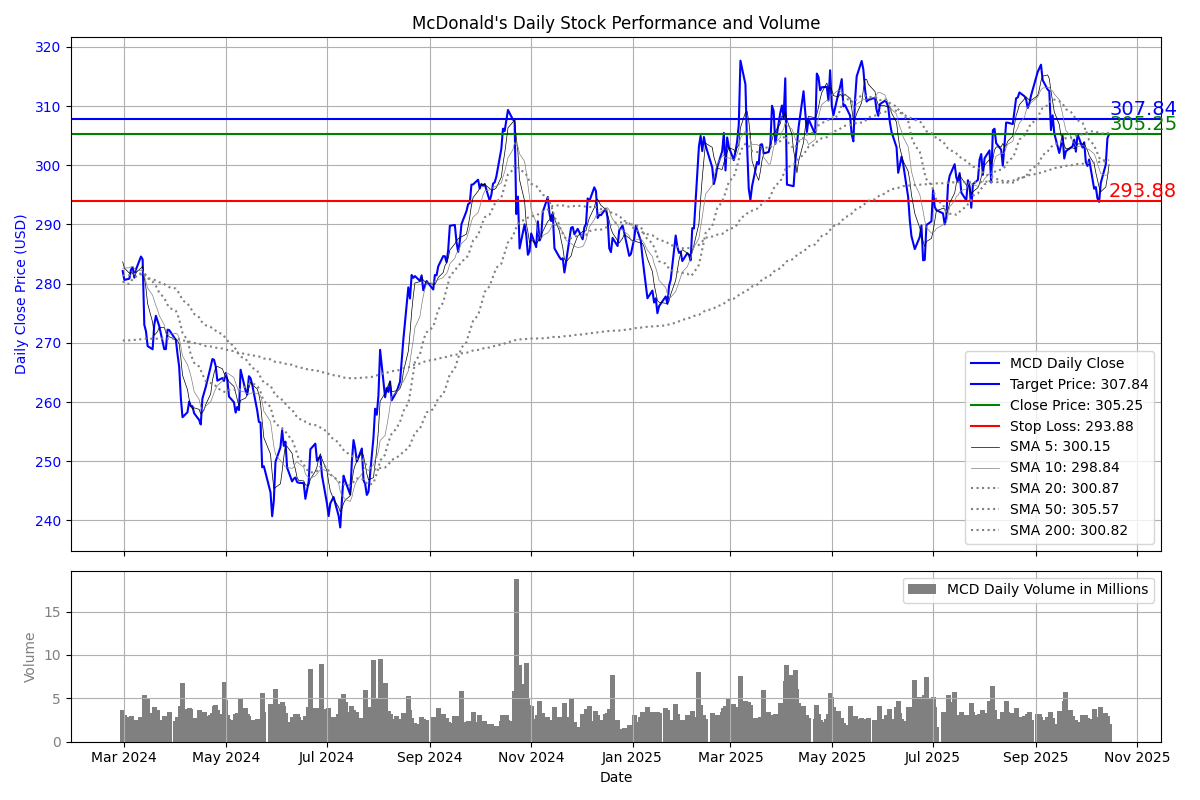 McDonald's Daily Stock Performance and Volume
320
310
300
290
280
270
260
250
240
Daily Close Price (USD)
307.84
305.25
293.88
MCD Daily Close
Target Price: 307.84
Close Price: 305.25
Stop Loss: 293.88
SMA 5: 300.15
SMA 10: 298.84
SMA 20: 300.87
SMA 50: 305.57
SMA 200: 300.82
15
10
5
0
Volume
MCD Daily Volume in Millions
Mar 2024 May 2024 Jul 2024 Sep 2024 Nov 2024 Jan 2025 Mar 2025 May 2025 Jul 2025 Sep 2025 Nov 2025
Date